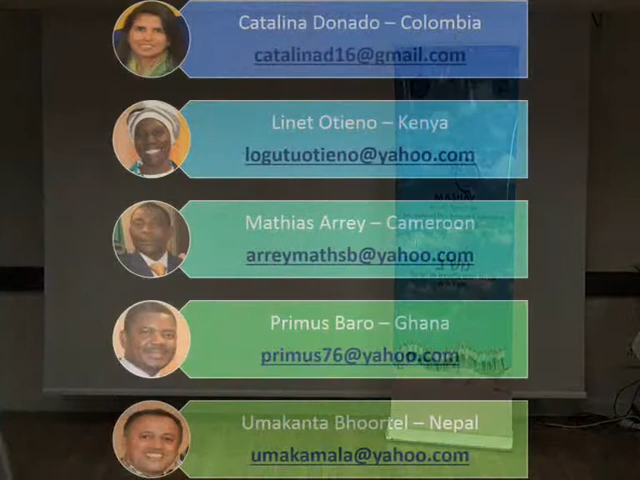 Catalina Donado – Colombia
catalinad16@gmail.com
Linet Otieno – Kenya
logutuotieno@yahoo.com
Mathias Arrey – Cameroon
arreymathsb@yahoo.com
Primus Baro – Ghana
primus76@yahoo.com
Umakanta Bhoortel – Nepal
umakamala@yahoo.com
MASHAV